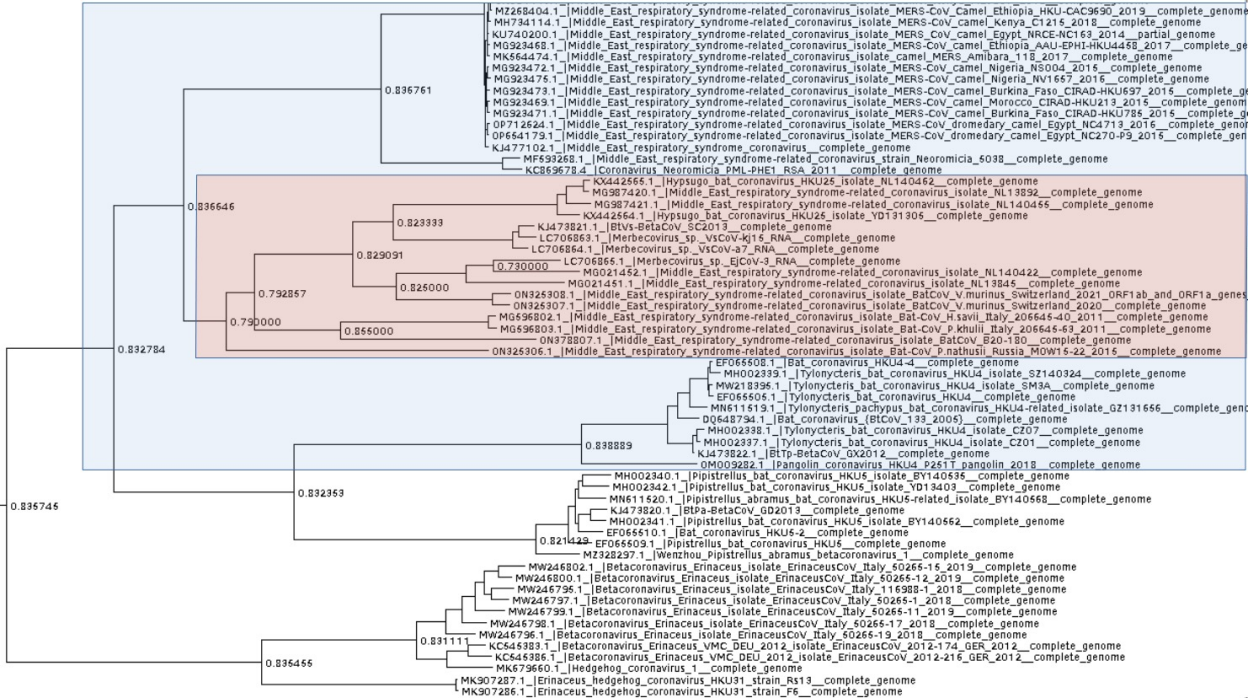 MZ268404.1_|Middle_East_respiratory_syndrome-related_coronavirus_isolate_MERS-CoV_Camel_Ethiopia_HKU-CAC9690_2019__complete_genome
MH734114.1_|Middle_East_respiratory_syndrome-related_coronavirus_isolate_MERS-CoV_camel_Kenya_C1215_2018__complete_genome
KU740200.1_|Middle_East_respiratory_syndrome-related_coronavirus_isolate_MERS-CoV_camel_Egypt_NRCE-NC163_2014__partial_genome
MG923468.1_|Middle_East_respiratory_syndrome-related_coronavirus_isolate_MERS-CoV_camel_Ethiopia_AAU-EPHI-HKU4458_2017__complete_ge
MK564474.1_|Middle_East_respiratory_syndrome-related_coronavirus_isolate_camel_MERS_Amibara_118_2017__complete_genome
MG923472.1_|Middle_East_respiratory_syndrome-related_coronavirus_isolate_MERS-CoV_camel_Nigeria_NS004_2015__complete_genome
MG923475.1_|Middle_East_respiratory_syndrome-related_coronavirus_isolate_MERS-CoV_camel_Nigeria_NV1657_2016__complete_genome
0.836761
MG923473.1_|Middle_East_respiratory_syndrome-related_coronavirus_isolate_MERS-CoV_camel_Burkina_Faso_CIRAD-HKU697_2015__complete_ge
MG923469.1_|Middle_East_respiratory_syndrome-related_coronavirus_isolate_MERS-CoV_camel_Morocco_CIRAD-HKU213_2015__complete_genom
MG923471.1_|Middle_East_respiratory_syndrome-related_coronavirus_isolate_MERS-CoV_camel_Burkina_Faso_CIRAD-HKU785_2015__complete_ge
OP712624.1_|Middle_East_respiratory_syndrome-related_coronavirus_isolate_MERS-CoV_dromedary_camel_Egypt_NC4713_2016__complete_geno
OP654179.1_|Middle_East_respiratory_syndrome-related_coronavirus_isolate_MERS-CoV_dromedary_camel_Egypt_NC270-P9_2015__complete_gen
KJ477102.1_|Middle_East_respiratory_syndrome_coronavirus__complete_genome
MF593268.1_|Middle_East_respiratory_syndrome-related_coronavirus_strain_Neoromicia_5038__complete_genome
KC869678.4_|Coronavirus_Neoromicia_PML-PHE1_RSA_2011__complete_genome
KX442565.1_|Hypsugo_bat_coronavirus_HKU25_isolate_NL140462__complete_genome
MG987420.1_|Middle_East_respiratory_syndrome-related_coronavirus_isolate_NL13892__complete_genome
MG987421.1_|Middle_East_respiratory_syndrome-related_coronavirus_isolate_NL140455__complete_genome
0.836646
KX442564.1_|Hypsugo_bat_coronavirus_HKU25_isolate_YD131305__complete_genome
0.823333
KJ473821.1_|BtVs-BetaCoV_SC2013__complete_genome
LC706863.1_|Merbecovirus_sp._VsCoV-kj15_RNA__complete_genome
LC706864.1_|Merbecovirus_sp._VsCoV-a7_RNA__complete_genome
0.829091
LC706865.1_|Merbecovirus_sp._EjCoV-3_RNA__complete_genome
0.730000
MG021452.1_|Middle_East_respiratory_syndrome-related_coronavirus_isolate_NL140422__complete_genome
MG021451.1_|Middle_East_respiratory_syndrome-related_coronavirus_isolate_NL13845__complete_genome
0.825000
0.792857
ON325308.1_|Middle_East_respiratory_syndrome-related_coronavirus_isolate_BatCoV_V.murinus_Switzerland_2021_ORF1ab_and_ORF1a_genes
ON325307.1_|Middle_East_respiratory_syndrome-related_coronavirus_isolate_BatCoV_V.murinus_Switzerland_2020__complete_genome
MG596802.1_|Middle_East_respiratory_syndrome-related_coronavirus_isolate_Bat-CoV_H.savii_Italy_206645-40_2011__complete_genome
0.790000
MG596803.1_|Middle_East_respiratory_syndrome-related_coronavirus_isolate_Bat-CoV_P.khulii_Italy_206645-63_2011__complete_genome
0.855000
ON378807.1_|Middle_East_respiratory_syndrome-related_coronavirus_isolate_BatCoV_B20-180__complete_genome
0.832784
ON325306.1_|Middle_East_respiratory_syndrome-related_coronavirus_isolate_Bat-CoV_P.nathusii_Russia_MOW15-22_2015__complete_genome
EF065508.1_|Bat_coronavirus_HKU4-4__complete_genome
MH002339.1_|Tylonycteris_bat_coronavirus_HKU4_isolate_SZ140324__complete_genome
MW218395.1_|Tylonycteris_bat_coronavirus_HKU4_isolate_SM3A__complete_genome
EF065505.1_|Tylonycteris_bat_coronavirus_HKU4__complete_genome
MN611519.1_|Tylonycteris_pachypus_bat_coronavirus_HKU4-related_isolate_GZ131656__complete_geno
DQ648794.1_|Bat_coronavirus_(BtCoV_133_2005)__complete_genome
MH002338.1_|Tylonycteris_bat_coronavirus_HKU4_isolate_CZ07__complete_genome
0.838889
MH002337.1_|Tylonycteris_bat_coronavirus_HKU4_isolate_CZ01__complete_genome
KJ473822.1_|BtTp-BetaCoV_GX2012__complete_genome
OM009282.1_|Pangolin_coronavirus_HKU4_P251T_pangolin_2018__complete_genome
MH002340.1_|Pipistrellus_bat_coronavirus_HKU5_isolate_BY140535__complete_genome
MH002342.1_|Pipistrellus_bat_coronavirus_HKU5_isolate_YD13403__complete_genome
0.832353
MN611520.1_|Pipistrellus_abramus_bat_coronavirus_HKU5-related_isolate_BY140568__complete_genome
0.835745
KJ473820.1_|BtPa-BetaCoV_GD2013__complete_genome
MH002341.1_|Pipistrellus_bat_coronavirus_HKU5_isolate_BY140562__complete_genome
EF065510.1_|Bat_coronavirus_HKU5-2__complete_genome
0.821429
EF065509.1_|Pipistrellus_bat_coronavirus_HKU5__complete_genome
MZ328297.1_|Wenzhou_Pipistrellus_abramus_betacoronavirus_1__complete_genome
MW246802.1_|Betacoronavirus_Erinaceus_isolate_ErinaceusCoV_Italy_50265-15_2019__complete_genome
MW246800.1_|Betacoronavirus_Erinaceus_isolate_ErinaceusCoV_Italy_50265-12_2019__complete_genome
MW246795.1_|Betacoronavirus_Erinaceus_isolate_ErinaceusCoV_Italy_116988-1_2018__complete_genome
MW246797.1_|Betacoronavirus_Erinaceus_isolate_ErinaceusCoV_Italy_50265-1_2018__complete_genome
MW246799.1_|Betacoronavirus_Erinaceus_isolate_ErinaceusCoV_Italy_50265-11_2019__complete_genome
MW246798.1_|Betacoronavirus_Erinaceus_isolate_ErinaceusCoV_Italy_50265-17_2018__complete_genome
MW246796.1_|Betacoronavirus_Erinaceus_isolate_ErinaceusCoV_Italy_50265-19_2018__complete_genome
0.831111
KC545383.1_|Betacoronavirus_Erinaceus_VMC_DEU_2012_isolate_ErinaceusCoV_2012-174_GER_2012__complete_genome
KC545386.1_|Betacoronavirus_Erinaceus_VMC_DEU_2012_isolate_ErinaceusCoV_2012-216_GER_2012__complete_genome
0.835455
MK679660.1_|Hedgehog_coronavirus_1__complete_genome
MK907287.1_|Erinaceus_hedgehog_coronavirus_HKU31_strain_Rs13__complete_genome
MK907286.1_|Erinaceus_hedgehog_coronavirus_HKU31_strain_F6__complete_genome